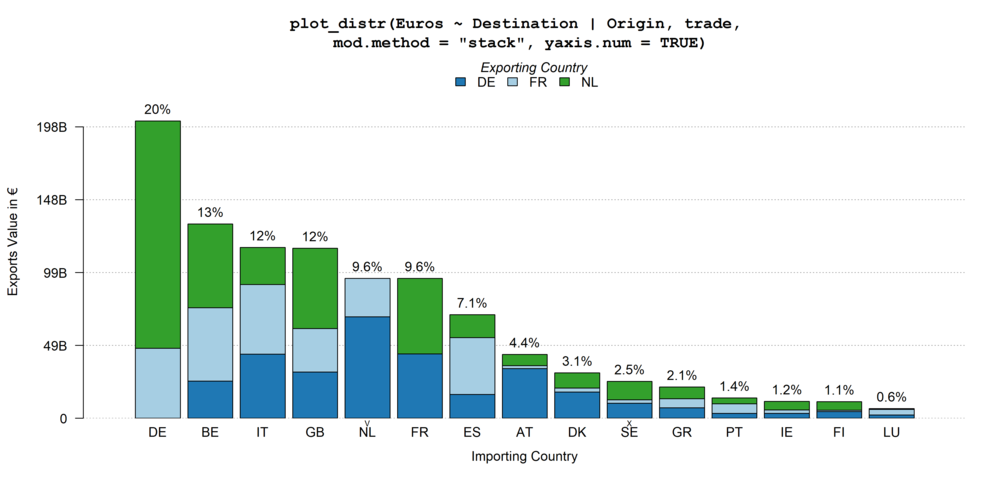 plot_distr(Euros ~ Destination | Origin, trade,
mod.method = "stack", yaxis.num = TRUE)
Exporting Country
DE FR NL
Exports Value in €
198B
148B
99B
49B
0
20%
13%
12%
12%
9.6%
9.6%
7.1%
4.4%
3.1%
2.5%
2.1%
1.4%
1.2%
1.1%
0.6%
v x
DE BE IT GB NL FR ES AT DK SE GR PT IE FI LU
Importing Country